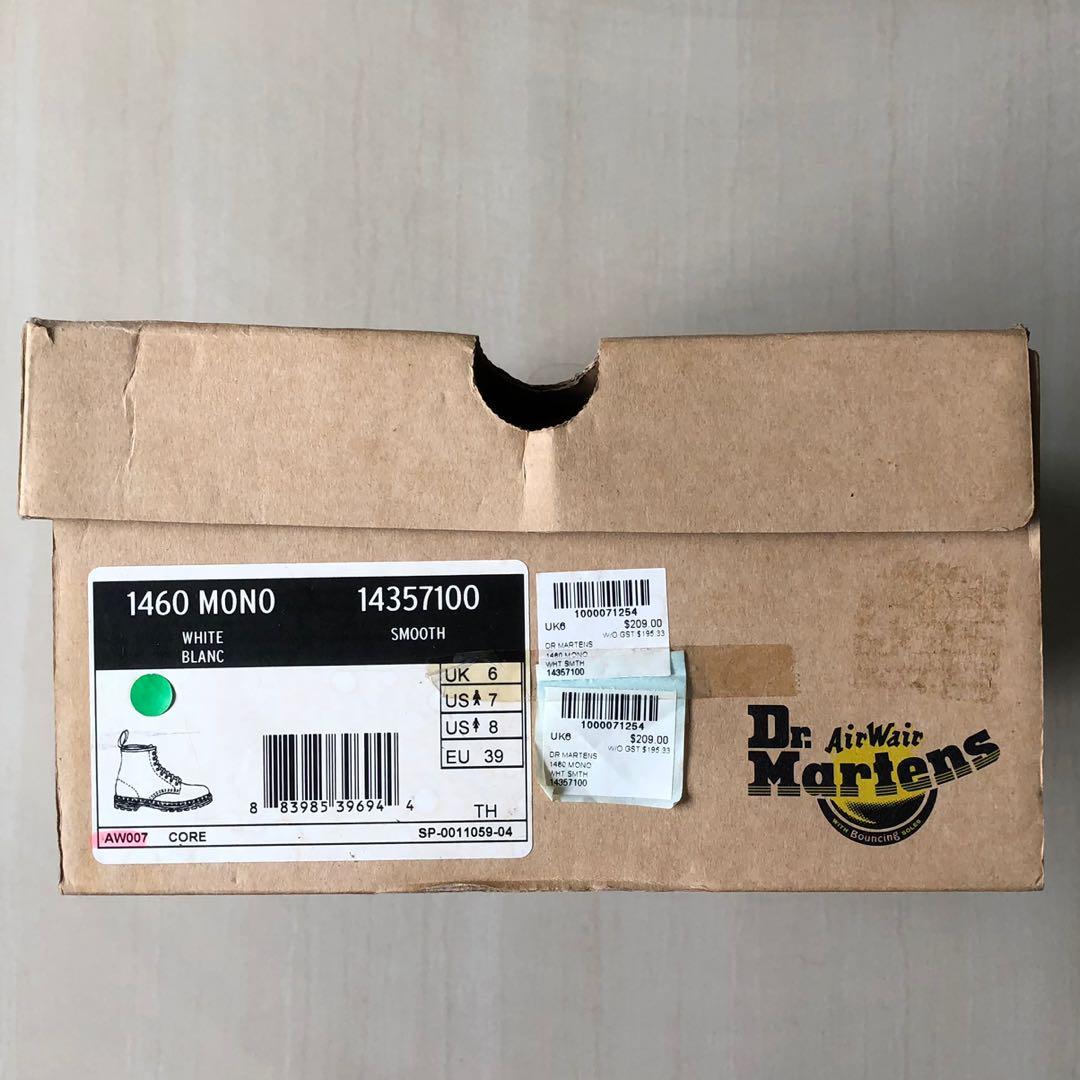 1460 MONO 14357100
WHITE SMOOTH
BLANC
UK 6
US 7
US 8
EU 39
8 83985 39694 4
TH
AW007 CORE SP-0011059-04
1000071254
UK6 $209.00
W/O GST $195.33
DR MARTENS
1460 MONO
WHT SMTH
14357100
1000071254
UK6 $209.00
W/O GST $195.33
DR MARTENS
1460 MONO
WHT SMTH
14357100
Dr. AirWair
Martens
WITH Bouncing SOLES